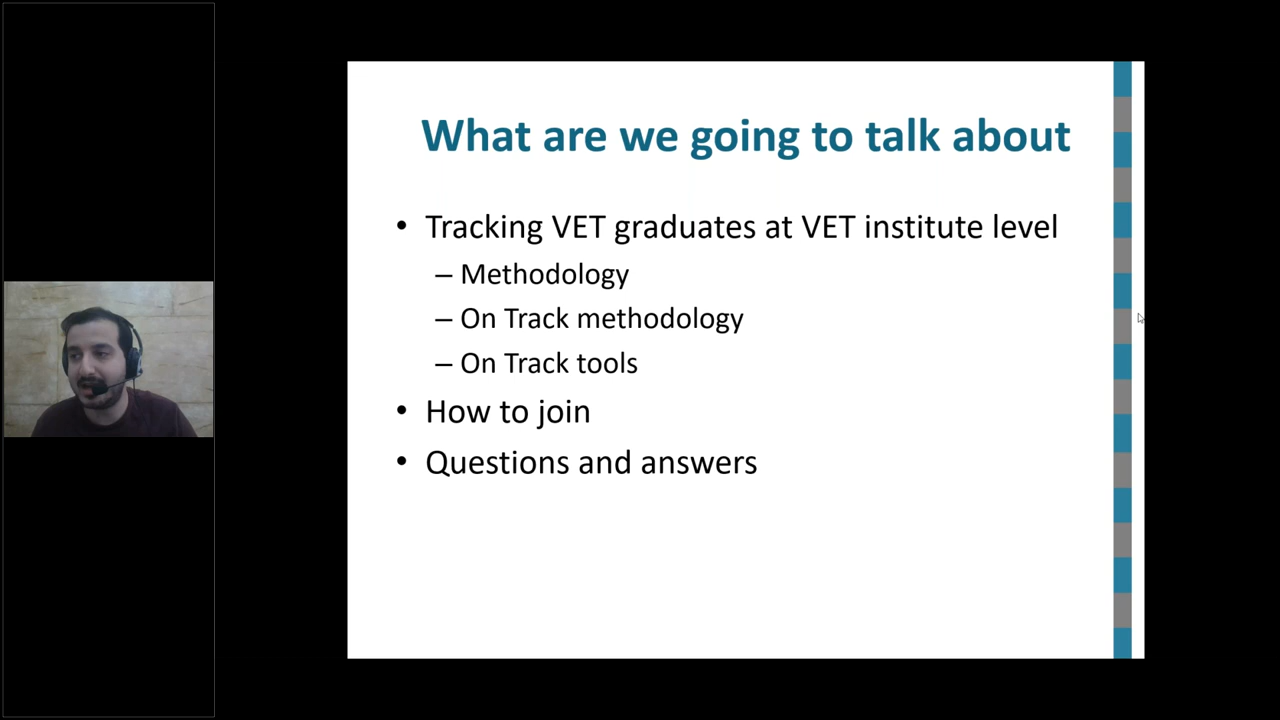 What are we going to talk about
• Tracking VET graduates at VET institute level
– Methodology
– On Track methodology
– On Track tools
• How to join
• Questions and answers